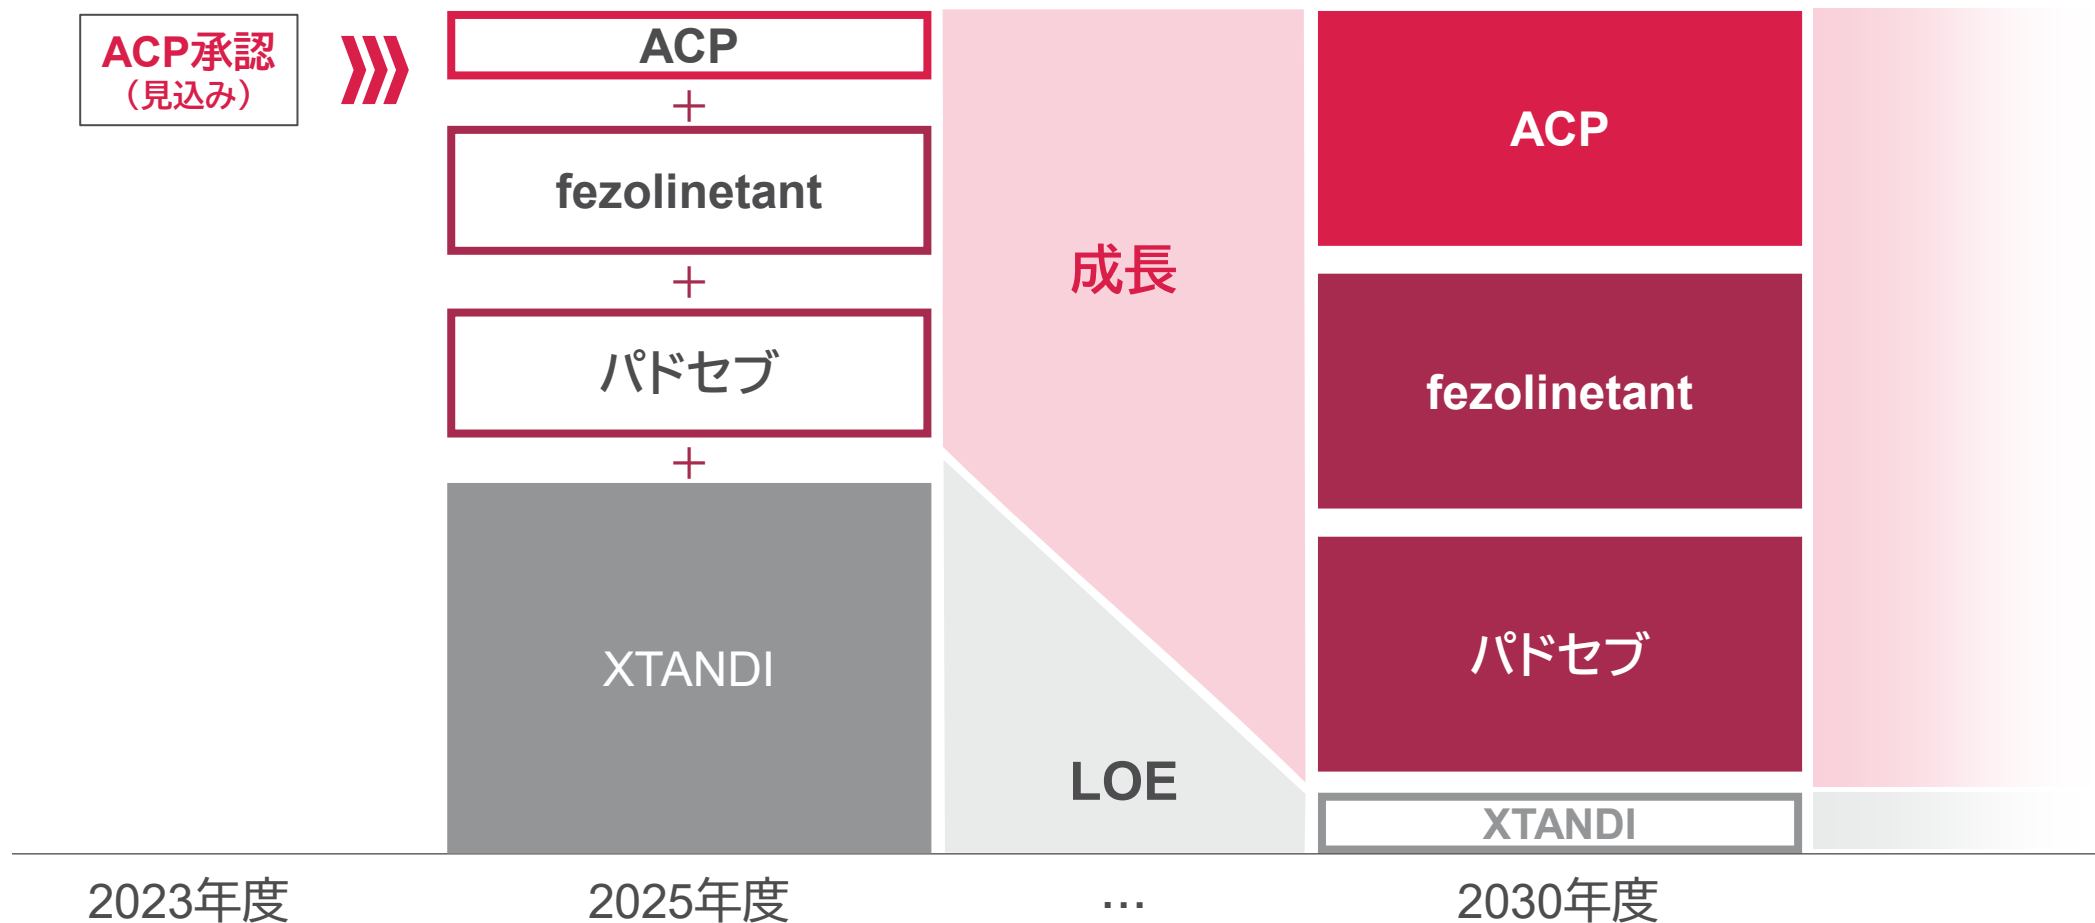 ACP承認
（見込み）
ACP
+
fezolinetant
+
パドセブ
+
XTANDI
成長
LOE
ACP
fezolinetant
パドセブ
XTANDI
2023年度
2025年度
...
2030年度